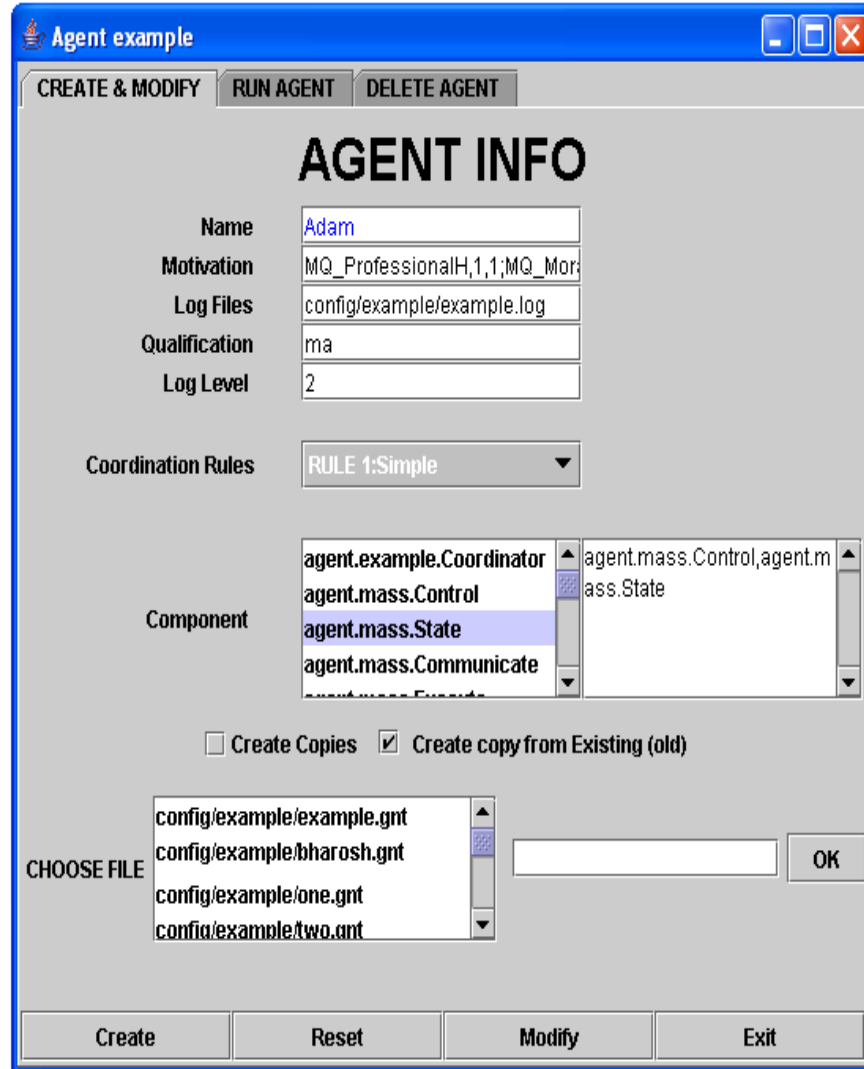 Agent example
CREATE & MODIFY RUN AGENT DELETE AGENT
AGENT INFO
Name Adam
Motivation MQ_ProfessionalH,1,1;MQ_Mor
Log Files config/example/example.log
Qualification ma
Log Level 2
Coordination Rules RULE 1:Simple
Component
agent.example.Coordinator
agent.mass.Control
agent.mass.State
agent.mass.Communicate
agent.mass.Execute
agent.mass.Control,agent.m
ass.State
Create Copies Create copy from Existing (old)
CHOOSE FILE
config/example/example.gnt
config/example/bharosh.gnt
config/example/one.gnt
config/example/two.gnt
OK
Create Reset Modify Exit